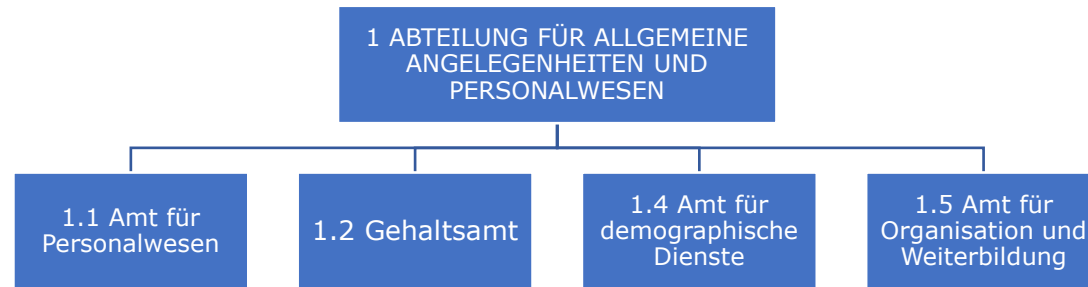 1 ABTEILUNG FÜR ALLGEMEINE
ANGELEGENHEITEN UND
PERSONALWESEN
1.1 Amt für
Personalwesen
1.2 Gehaltsamt
1.4 Amt für
demographische
Dienste
1.5 Amt für
Organisation und
Weiterbildung